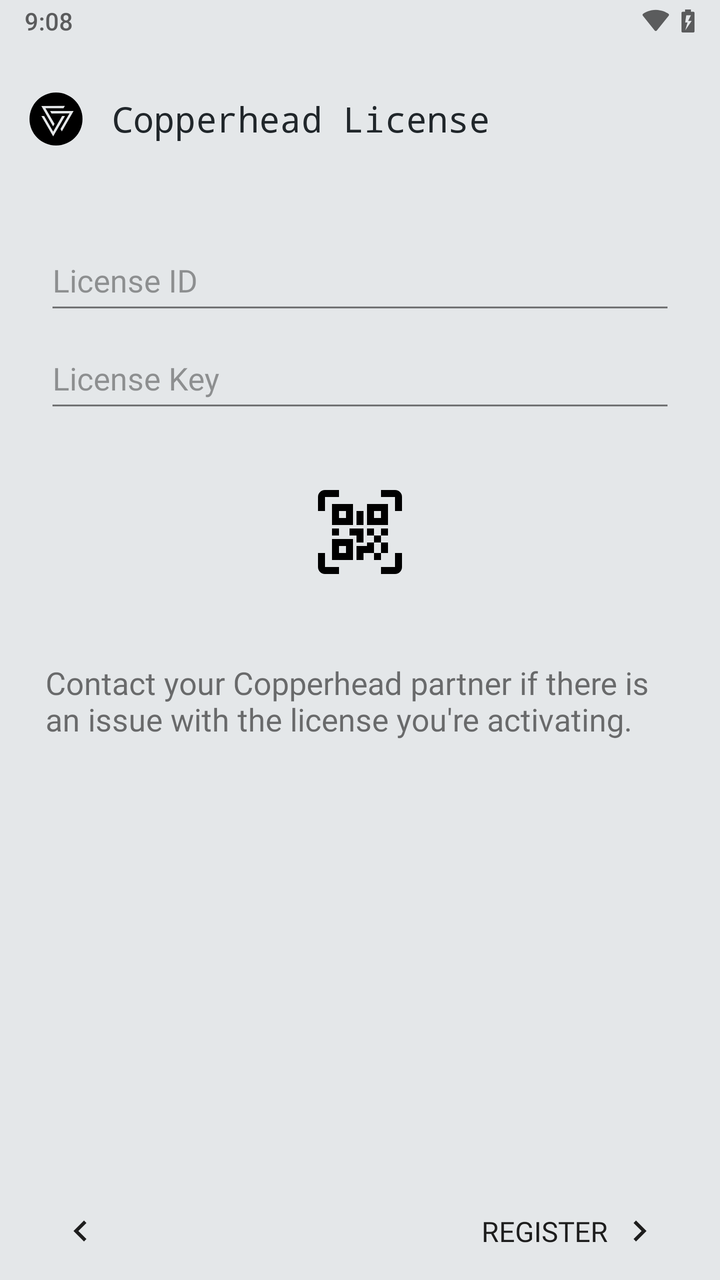 9:08
Copperhead License
License ID
License Key
Contact your Copperhead partner if there is
an issue with the license you're activating.
REGISTER